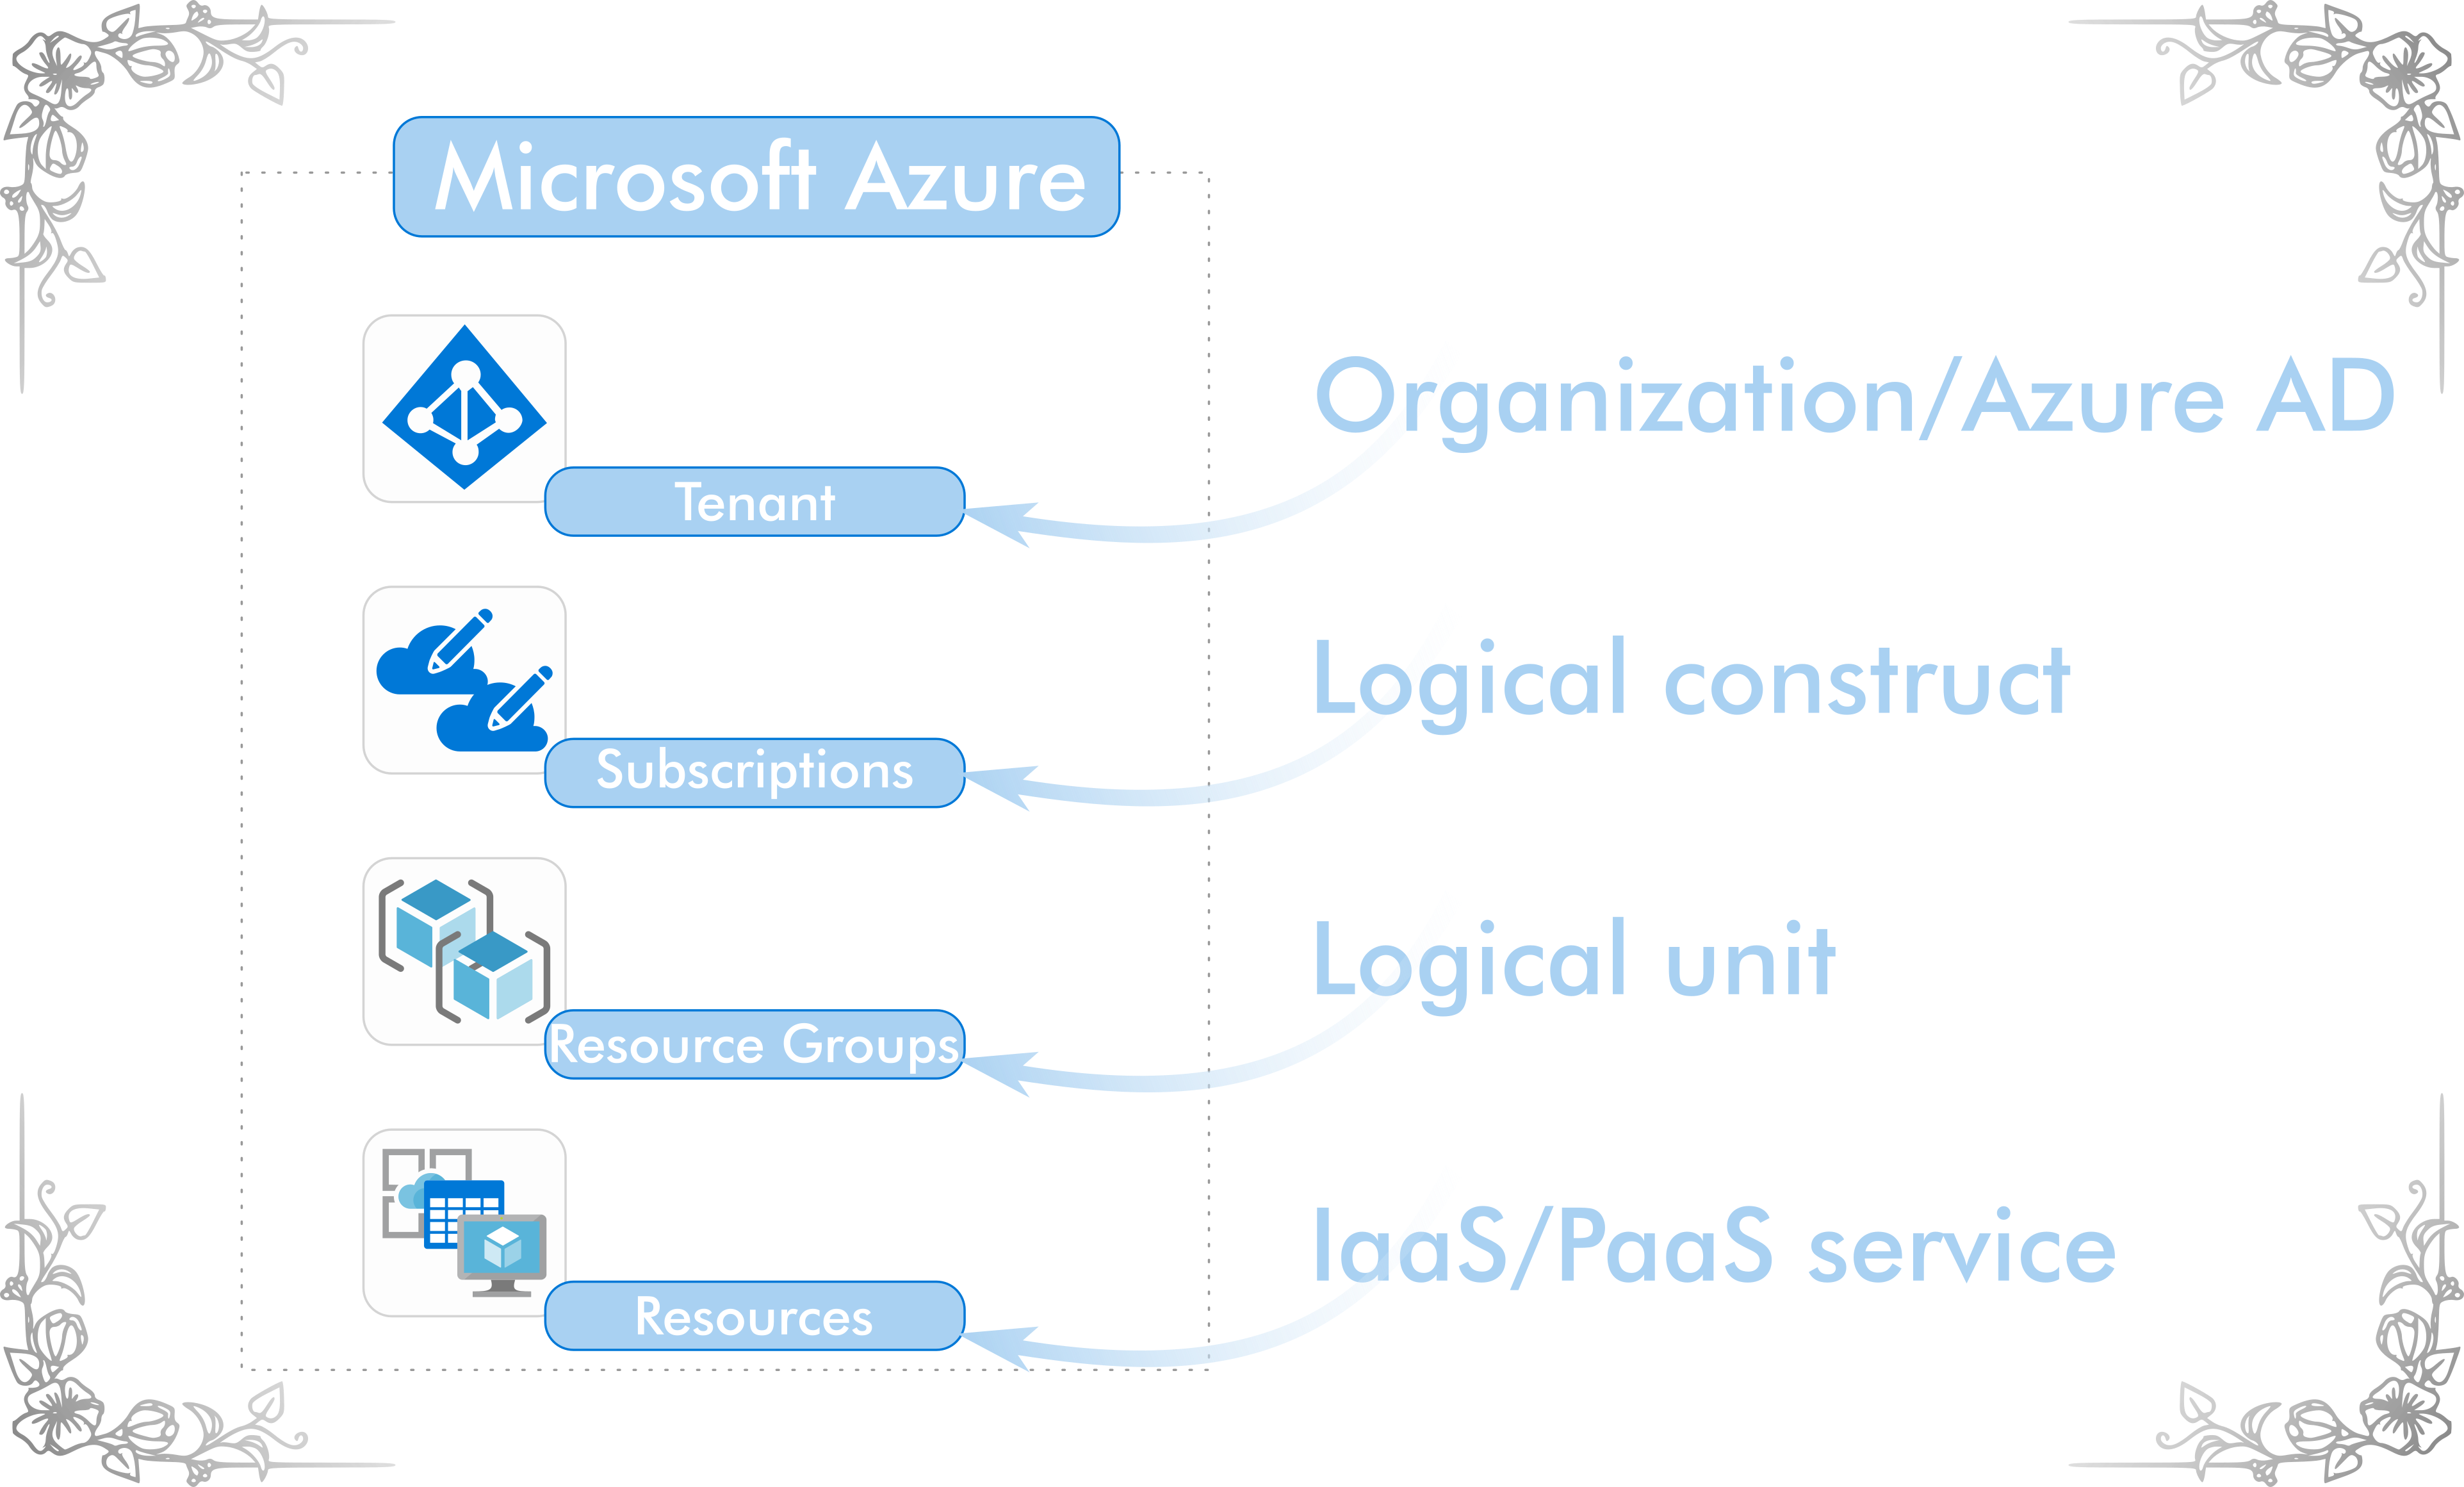 Microsoft Azure
Organization/Azure AD
Tenant
Logical construct
Subscriptions
Logical unit
Resource Groups
IaaS/PaaS service
Resources